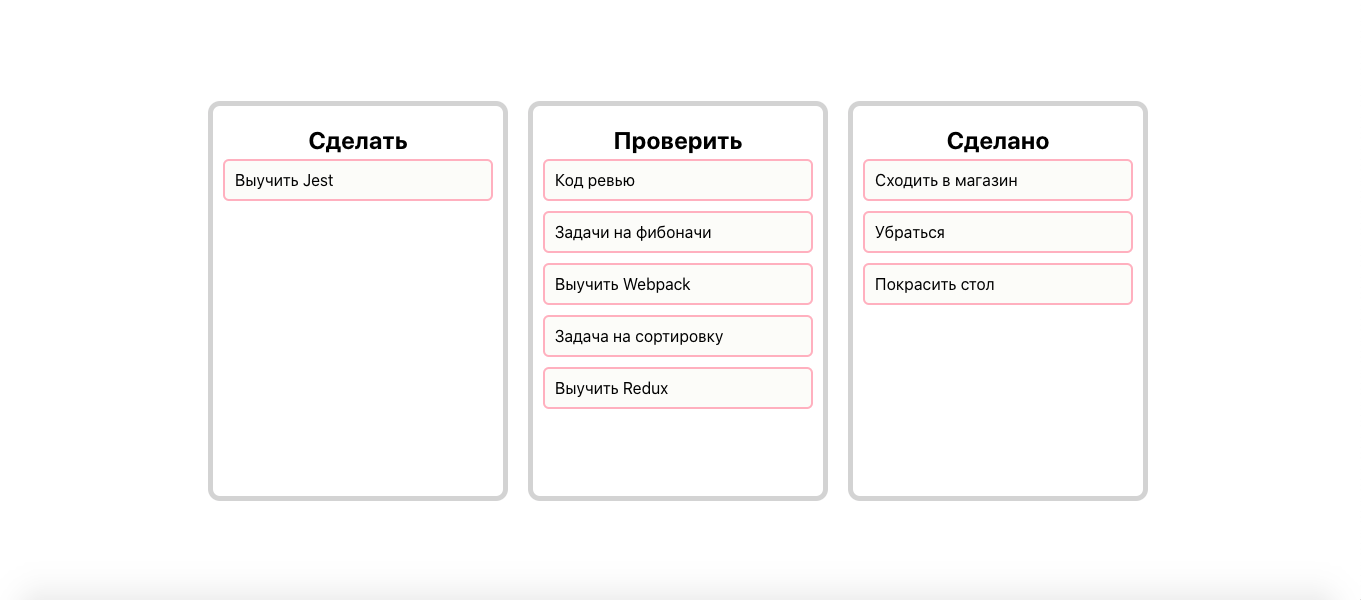 Сделать
Выучить Jest
Проверить
Код ревью
Задачи на фибоначи
Выучить Webpack
Задача на сортировку
Выучить Redux
Сделано
Сходить в магазин
Убраться
Покрасить стол